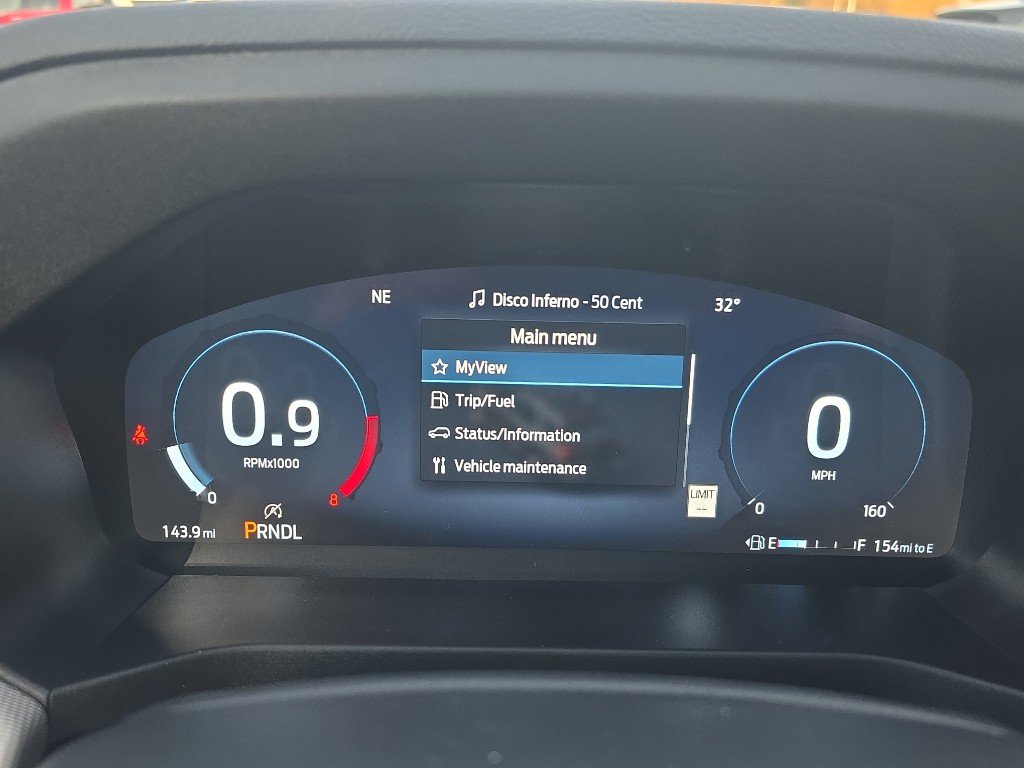 NE
Disco Inferno - 50 Cent
32°
Main menu
MyView
Trip/Fuel
Status/Information
Vehicle maintenance
0.9
RPMx1000
0
8
143.9 mi
PRNDL
LIMIT
---
0
MPH
0
160
E
F
154 mi to E